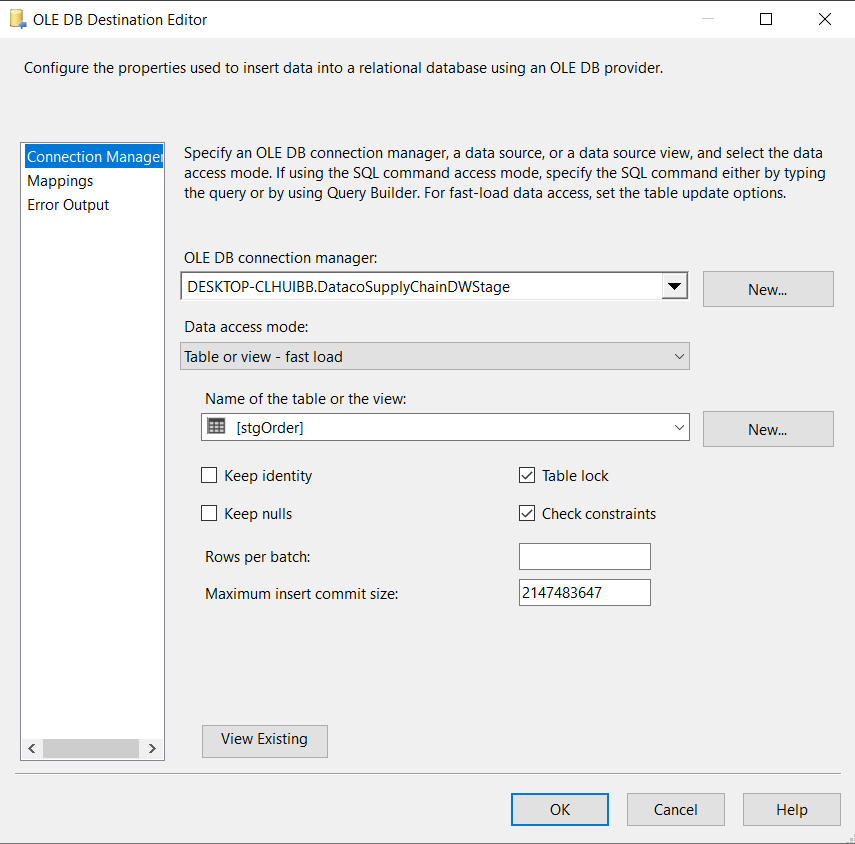 OLE DB Destination Editor
Configure the properties used to insert data into a relational database using an OLE DB provider.
Connection Manager
Mappings
Error Output
Specify an OLE DB connection manager, a data source, or a data source view, and select the data
access mode. If using the SQL command access mode, specify the SQL command either by typing
the query or by using Query Builder. For fast-load data access, set the table update options.
OLE DB connection manager:
DESKTOP-CLHUIBB.DatacoSupplyChainDWStage
New...
Data access mode:
Table or view - fast load
Name of the table or the view:
[stgOrder]
New...
Keep identity
Table lock
Keep nulls
Check constraints
Rows per batch:
Maximum insert commit size:
2147483647
View Existing
OK
Cancel
Help